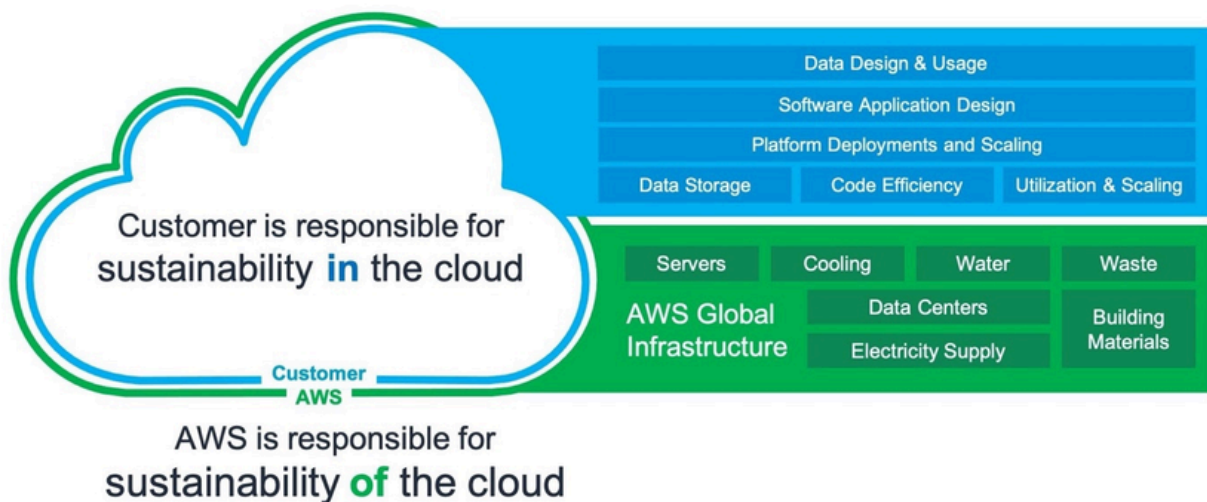 Data Design & Usage
Software Application Design
Platform Deployments and Scaling
Data Storage
Code Efficiency
Utilization & Scaling
Customer is responsible for
sustainability in the cloud
Servers
Cooling
Water
Waste
AWS Global
Infrastructure
Data Centers
Electricity Supply
Building
Materials
Customer
AWS
AWS is responsible for
sustainability of the cloud